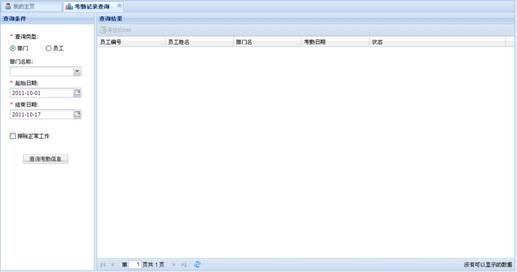 我的主页 考勤记录查询
查询条件
查询结果
导出Excel
* 查询类型:
部门 员工
部门名称:
* 起始日期:
2011-10-01
* 结束日期:
2011-10-17
排除正常工作
查询考勤信息
员工编号 员工姓名 部门名 考勤日期 状态
第 1 页共 1 页
没有可以显示的数据